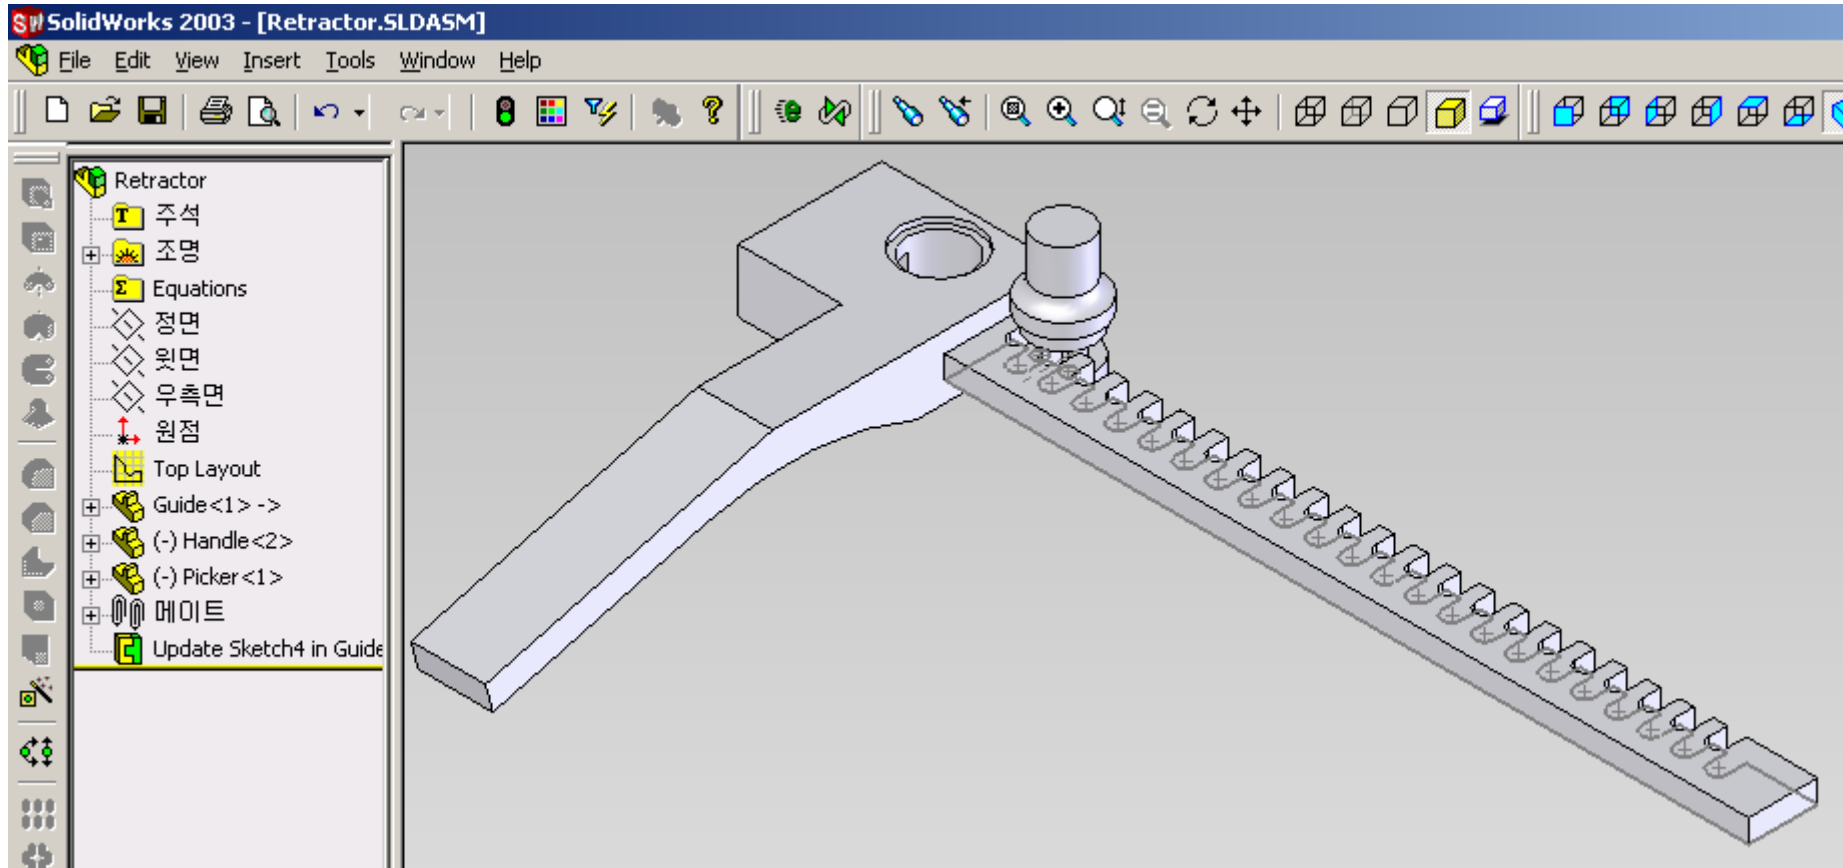 SolidWorks 2003 - [Retractor.SLDASM]
File Edit View Insert Tools Window Help
Retractor
주석
조명
Equations
정면
윗면
우측면
원점
Top Layout
Guide<1> ->
(-) Handle<2>
(-) Picker<1>
메이트
Update Sketch4 in Guide